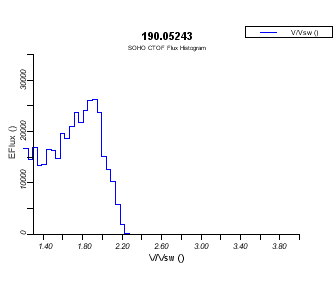 190.05243
V/Vsw ()
SOHO CTOF Flux Histogram
EFlux ()
30000
20000
10000
0
1.40 1.80 2.20 2.60 3.00 3.40 3.80
V/Vsw ()